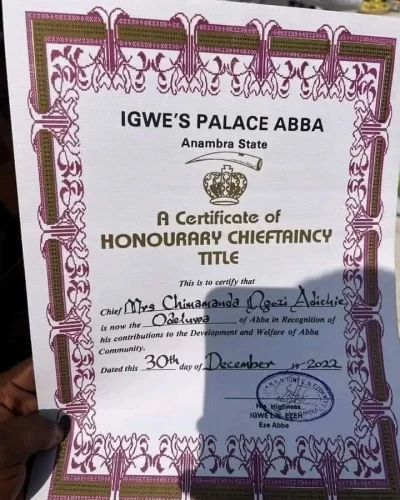 IGWE'S PALACE ABBA
Anambra State
A Certificate of
HONOURARY CHIEFTAINCY
TITLE
This is to certify that
Chief Mrs Chimamanda Ngozi Adichie
is now the Odeluwa of Abba in Recognition of
his contributions to the Development and Welfare of Abba
Community.
Dated this 30th day of December 19-2022
His Highness
IGWE L.N. EZEH
Eze Abba